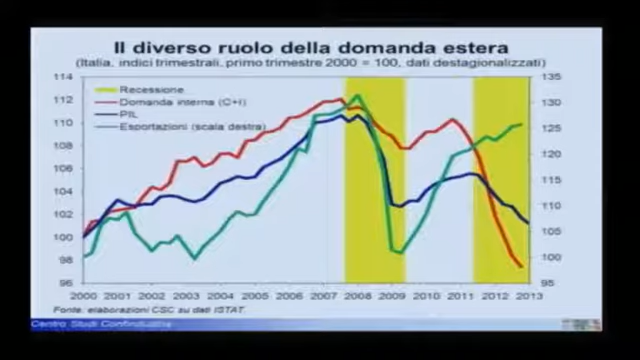 Il diverso ruolo della domanda estera
(Italia, indici trimestrali, primo trimestre 2000 = 100, dati destagionalizzati)
114 135
112 130
110 125
108 120
106 115
104 110
102 105
100 100
98 95
96
Recessione
Domanda interna (C+I)
PIL
Esportazioni (scala destra)
2000 2001 2002 2003 2004 2005 2006 2007 2008 2009 2010 2011 2012 2013
Fonte: elaborazioni CSC su dati ISTAT.
Centro Studi Confindustria